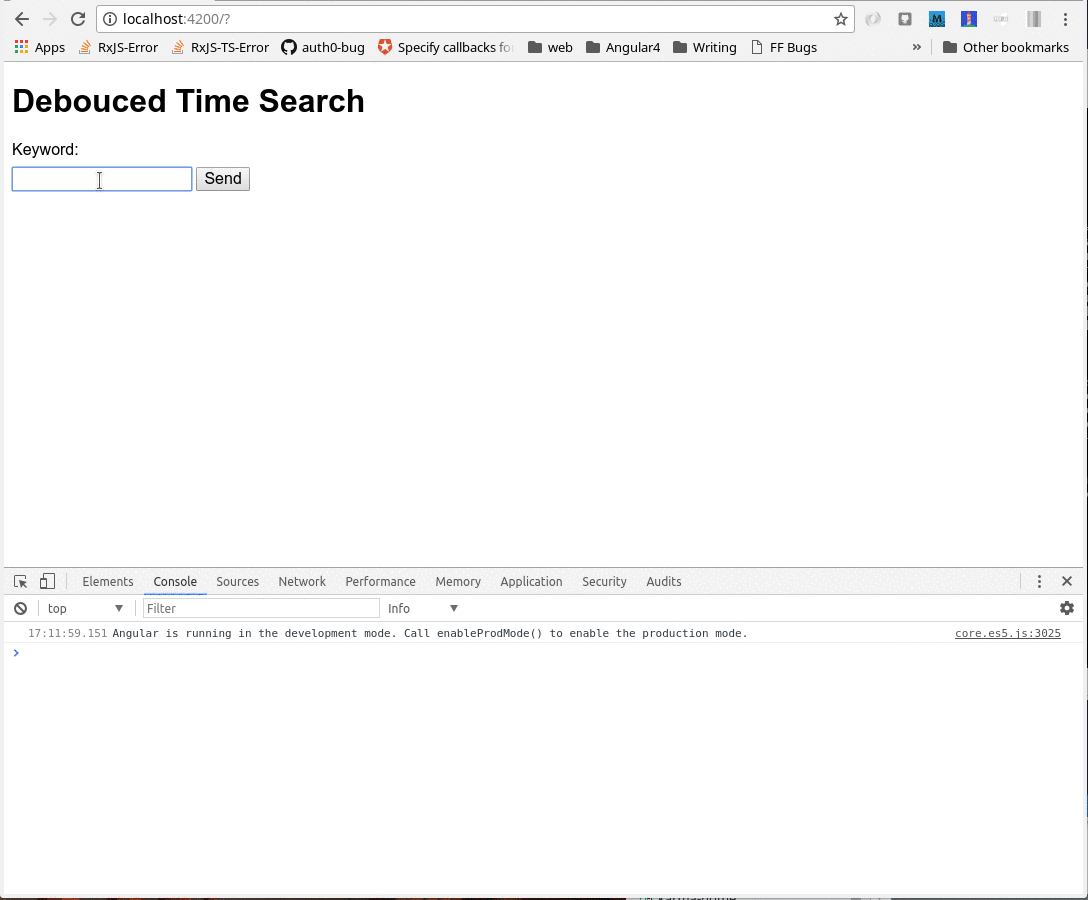 localhost:4200/?
Apps RxJS-Error RxJS-TS-Error auth0-bug Specify callbacks fo web Angular4 Writing FF Bugs » Other bookmarks
Debouced Time Search
Keyword:
Send
Elements Console Sources Network Performance Memory Application Security Audits
top Filter Info
17:11:59.151 Angular is running in the development mode. Call enableProdMode() to enable the production mode. core.es5.js:3025